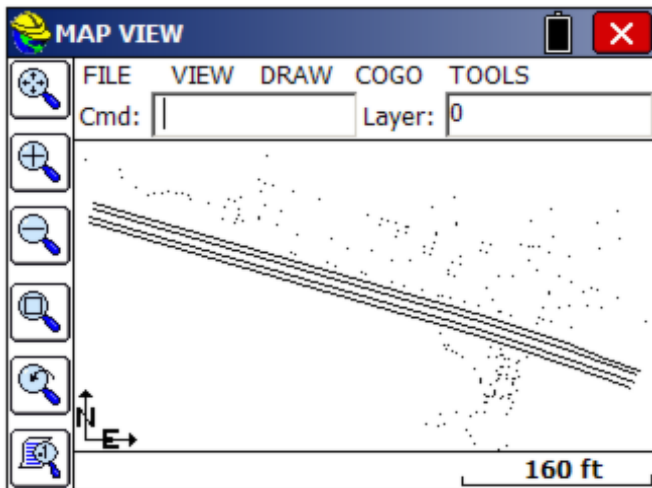 MAP VIEW
FILE VIEW DRAW COGO TOOLS
Cmd: Layer: 0
N
E
160 ft